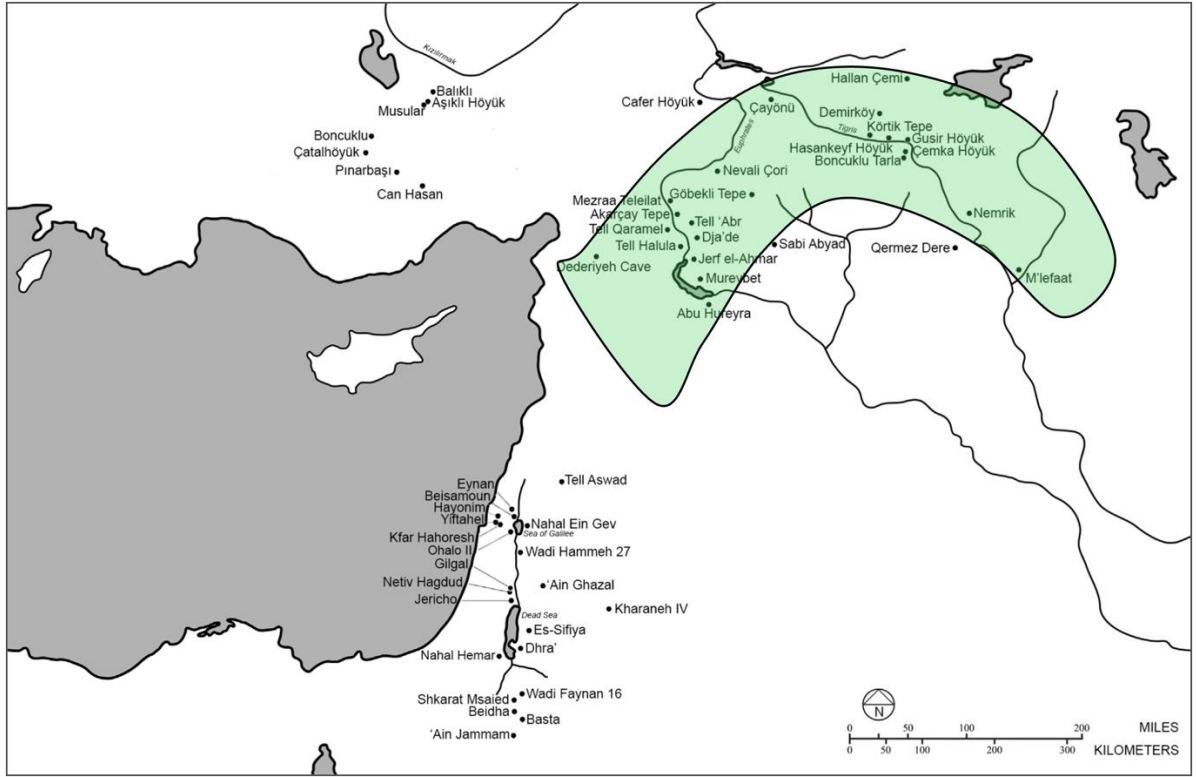 Kızılırmak
Balıklı
Aşıklı Höyük
Musular
Boncuklu
Çatalhöyük
Pınarbaşı
Can Hasan
Cafer Höyük
Çayönü
Hallan Çemi
Demirköy
Tigris
Körtik Tepe
Gusir Höyük
Hasankeyf Höyük
Çemka Höyük
Boncuklu Tarla
Euphrates
Nevali Çori
Göbekli Tepe
Mezraa Teleilat
Akarçay Tepe
Tell ‘Abr
Tell Qaramel
Dja’de
Tell Halula
Sabi Abyad
Jerf el-Ahmar
Dederiyeh Cave
Mureybet
Abu Hureyra
Nemrik
Qermez Dere
M’lefaat
Eynan
Beisamoun
Hayonim
Yiftahel
Kfar Hahoresh
Ohalo II
Gilgal
Netiv Hagdud
Jericho
Tell Aswad
Nahal Ein Gev
Sea of Galilee
Wadi Hammeh 27
‘Ain Ghazal
Kharaneh IV
Dead Sea
Es-Sifiya
Dhra’
Nahal Hemar
Wadi Faynan 16
Shkarat Msaied
Beidha
Basta
‘Ain Jammam
N
0 50 100 200 MILES
0 50 100 200 300 KILOMETERS